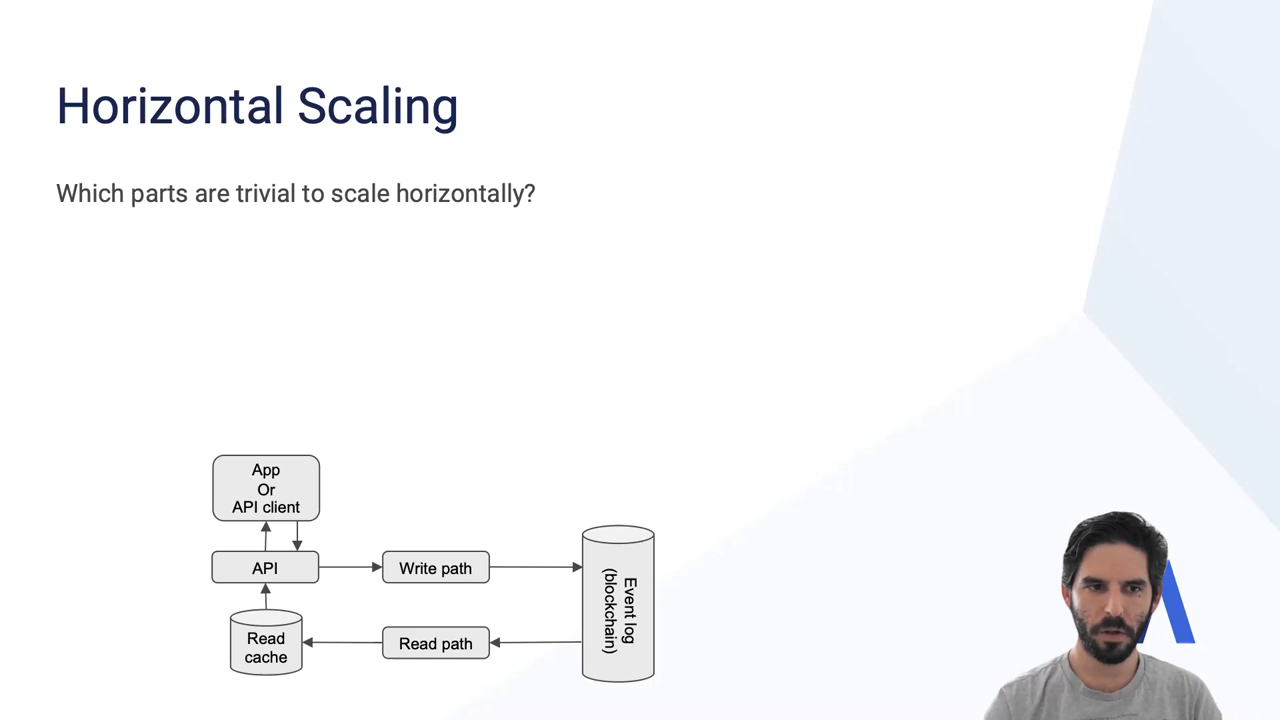 Horizontal Scaling
Which parts are trivial to scale horizontally?
App
Or
API client
API
Write path
Event log
(blockchain)
Read
cache
Read path